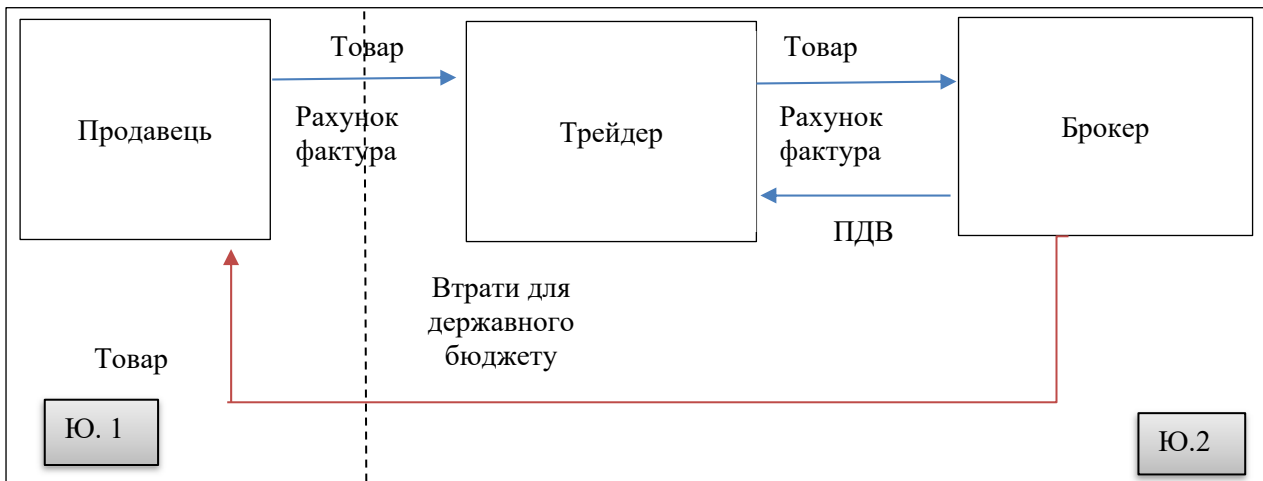 Товар
Товар
Продавець
Рахунок
фактура
Трейдер
Рахунок
фактура
Брокер
ПДВ
Втрати для
державного
бюджету
Товар
Ю. 1
Ю.2